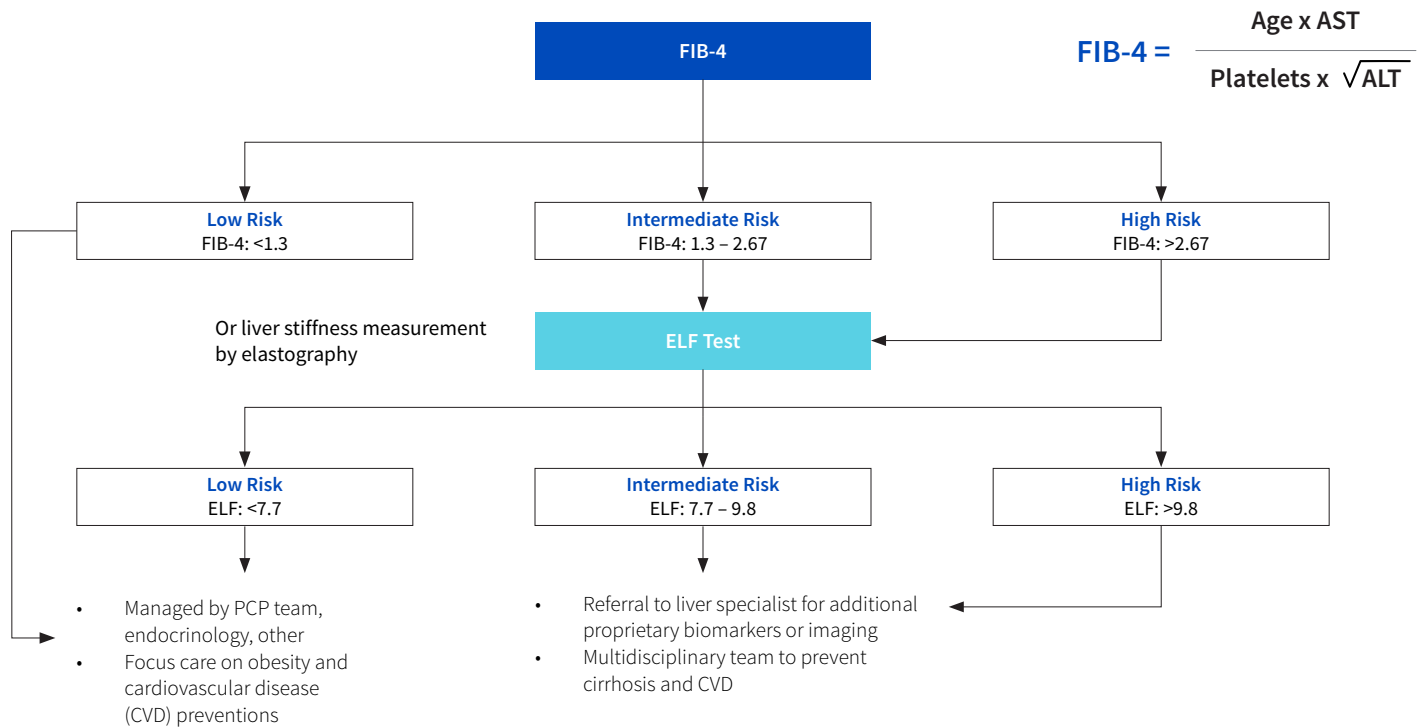 FIB-4
FIB-4 =
Age x AST
Platelets x √ALT
Low Risk
FIB-4: <1.3
Intermediate Risk
FIB-4: 1.3 – 2.67
High Risk
FIB-4: >2.67
Or liver stiffness measurement
by elastography
ELF Test
Low Risk
ELF: <7.7
Intermediate Risk
ELF: 7.7 – 9.8
High Risk
ELF: >9.8
• Managed by PCP team,
endocrinology, other
• Focus care on obesity and
cardiovascular disease
(CVD) preventions
• Referral to liver specialist for additional
proprietary biomarkers or imaging
• Multidisciplinary team to prevent
cirrhosis and CVD